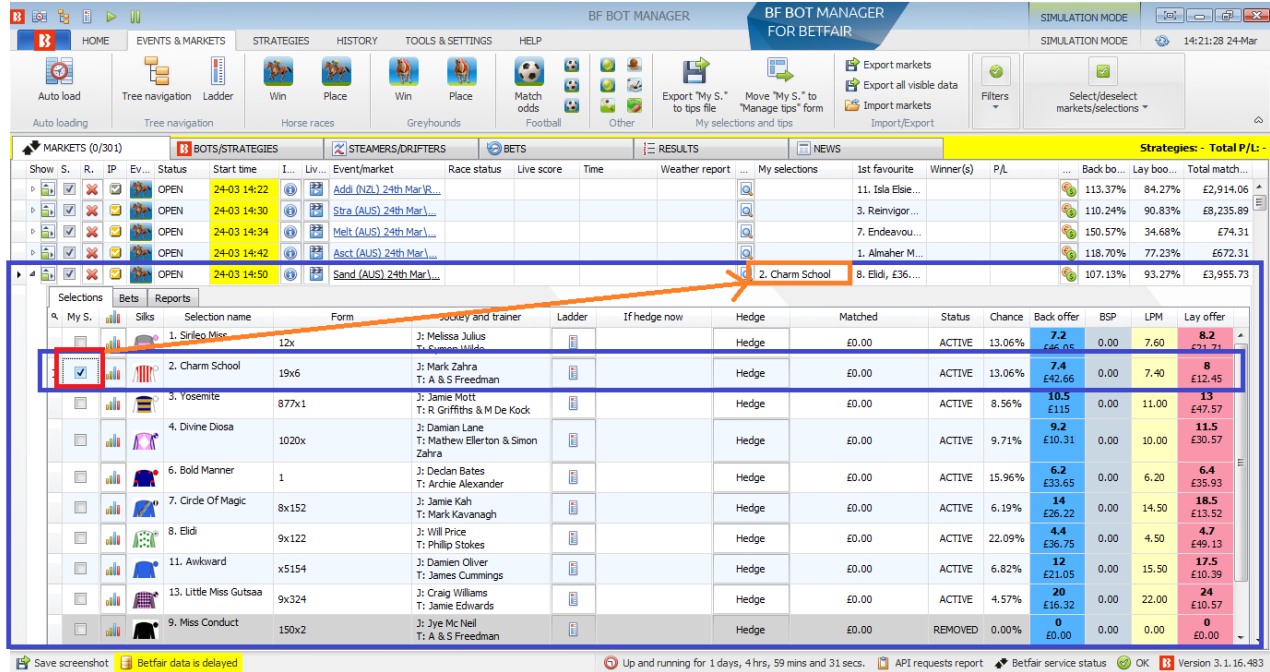 BF BOT MANAGER
BF BOT MANAGER
FOR BETFAIR
SIMULATION MODE
HOME EVENTS & MARKETS STRATEGIES HISTORY TOOLS & SETTINGS HELP SIMULATION MODE 14:21:28 24-Mar
Auto load Tree navigation Ladder Win Place Win Place Match odds Export "My S." to tips file Move "My S." to "Manage tips" form Export markets Export all visible data Import markets Filters Select/deselect markets/selections
Auto loading Tree navigation Horse races Greyhounds Football Other My selections and tips Import/Export
MARKETS (0/301) BOTS/STRATEGIES STEAMERS/DRIFTERS BETS RESULTS NEWS Strategies: - Total P/L: -
Show S. R. IP Ev... Status Start time I... Liv... Event/market Race status Live score Time Weather report ... My selections 1st favourite Winner(s) P/L ... Back bo... Lay boo... Total match...
OPEN 24-03 14:22 Addi (NZL) 24th Mar\R... 11. Isla Elsie... 113.37% 84.27% £2,914.06
OPEN 24-03 14:30 Stra (AUS) 24th Mar\... 3. Reinvigor... 110.24% 90.83% £8,235.89
OPEN 24-03 14:34 Melt (AUS) 24th Mar\... 7. Endeavou... 150.57% 34.68% £74.31
OPEN 24-03 14:42 Asct (AUS) 24th Mar\... 1. Almaher M... 118.70% 77.23% £672.31
OPEN 24-03 14:50 Sand (AUS) 24th Mar\... 2. Charm School 8. Elidi, £36.... 107.13% 93.27% £3,955.73
Selections Bets Reports
My S. Silks Selection name Form Jockey and trainer Ladder If hedge now Hedge Matched Status Chance Back offer BSP LPM Lay offer
1. Sirileo Miss 12x J: Melissa Julius T: Symon Wilde Hedge £0.00 ACTIVE 13.06% 7.2 £46.05 0.00 7.60 8.2 £21.71
2. Charm School 19x6 J: Mark Zahra T: A & S Freedman Hedge £0.00 ACTIVE 13.06% 7.4 £42.66 0.00 7.40 8 £12.45
3. Yosemite 877x1 J: Jamie Mott T: R Griffiths & M De Kock Hedge £0.00 ACTIVE 8.56% 10.5 £115 0.00 11.00 13 £47.57
4. Divine Diosa 1020x J: Damian Lane T: Mathew Ellerton & Simon Zahra Hedge £0.00 ACTIVE 9.71% 9.2 £10.31 0.00 10.00 11.5 £30.57
6. Bold Manner 1 J: Declan Bates T: Archie Alexander Hedge £0.00 ACTIVE 15.96% 6.2 £33.65 0.00 6.20 6.4 £35.93
7. Circle Of Magic 8x152 J: Jamie Kah T: Mark Kavanagh Hedge £0.00 ACTIVE 6.19% 14 £26.22 0.00 14.50 18.5 £13.52
8. Elidi 9x122 J: Will Price T: Phillip Stokes Hedge £0.00 ACTIVE 22.09% 4.4 £36.75 0.00 4.50 4.7 £49.13
11. Awkward x5154 J: Damien Oliver T: James Cummings Hedge £0.00 ACTIVE 6.82% 12 £21.05 0.00 15.50 17.5 £10.39
13. Little Miss Gutsaa 9x324 J: Craig Williams T: Jamie Edwards Hedge £0.00 ACTIVE 4.57% 20 £16.32 0.00 22.00 24 £10.57
9. Miss Conduct 150x2 J: Jye Mc Neil T: A & S Freedman Hedge £0.00 REMOVED 0.00% 0 £0.00 0.00 0.00 0 £0.00
Save screenshot Betfair data is delayed Up and running for 1 days, 4 hrs, 59 mins and 31 secs. API requests report Betfair service status OK Version 3.1.16.483